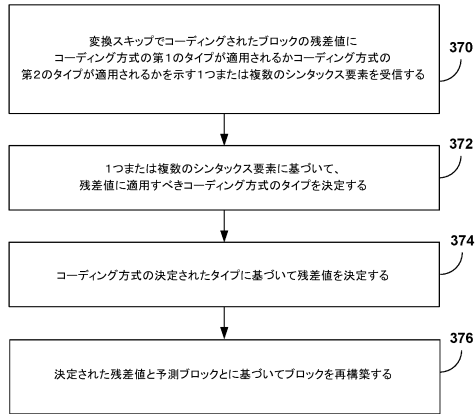 変換スキップでコーディングされたブロックの残差値に
コーディング方式の第1のタイプが適用されるかコーディング方式の
第2のタイプが適用されるかを示す1つまたは複数のシンタックス要素を受信する
370
1つまたは複数のシンタックス要素に基づいて、
残差値に適用すべきコーディング方式のタイプを決定する
372
コーディング方式の決定されたタイプに基づいて残差値を決定する
374
決定された残差値と予測ブロックとに基づいてブロックを再構築する
376